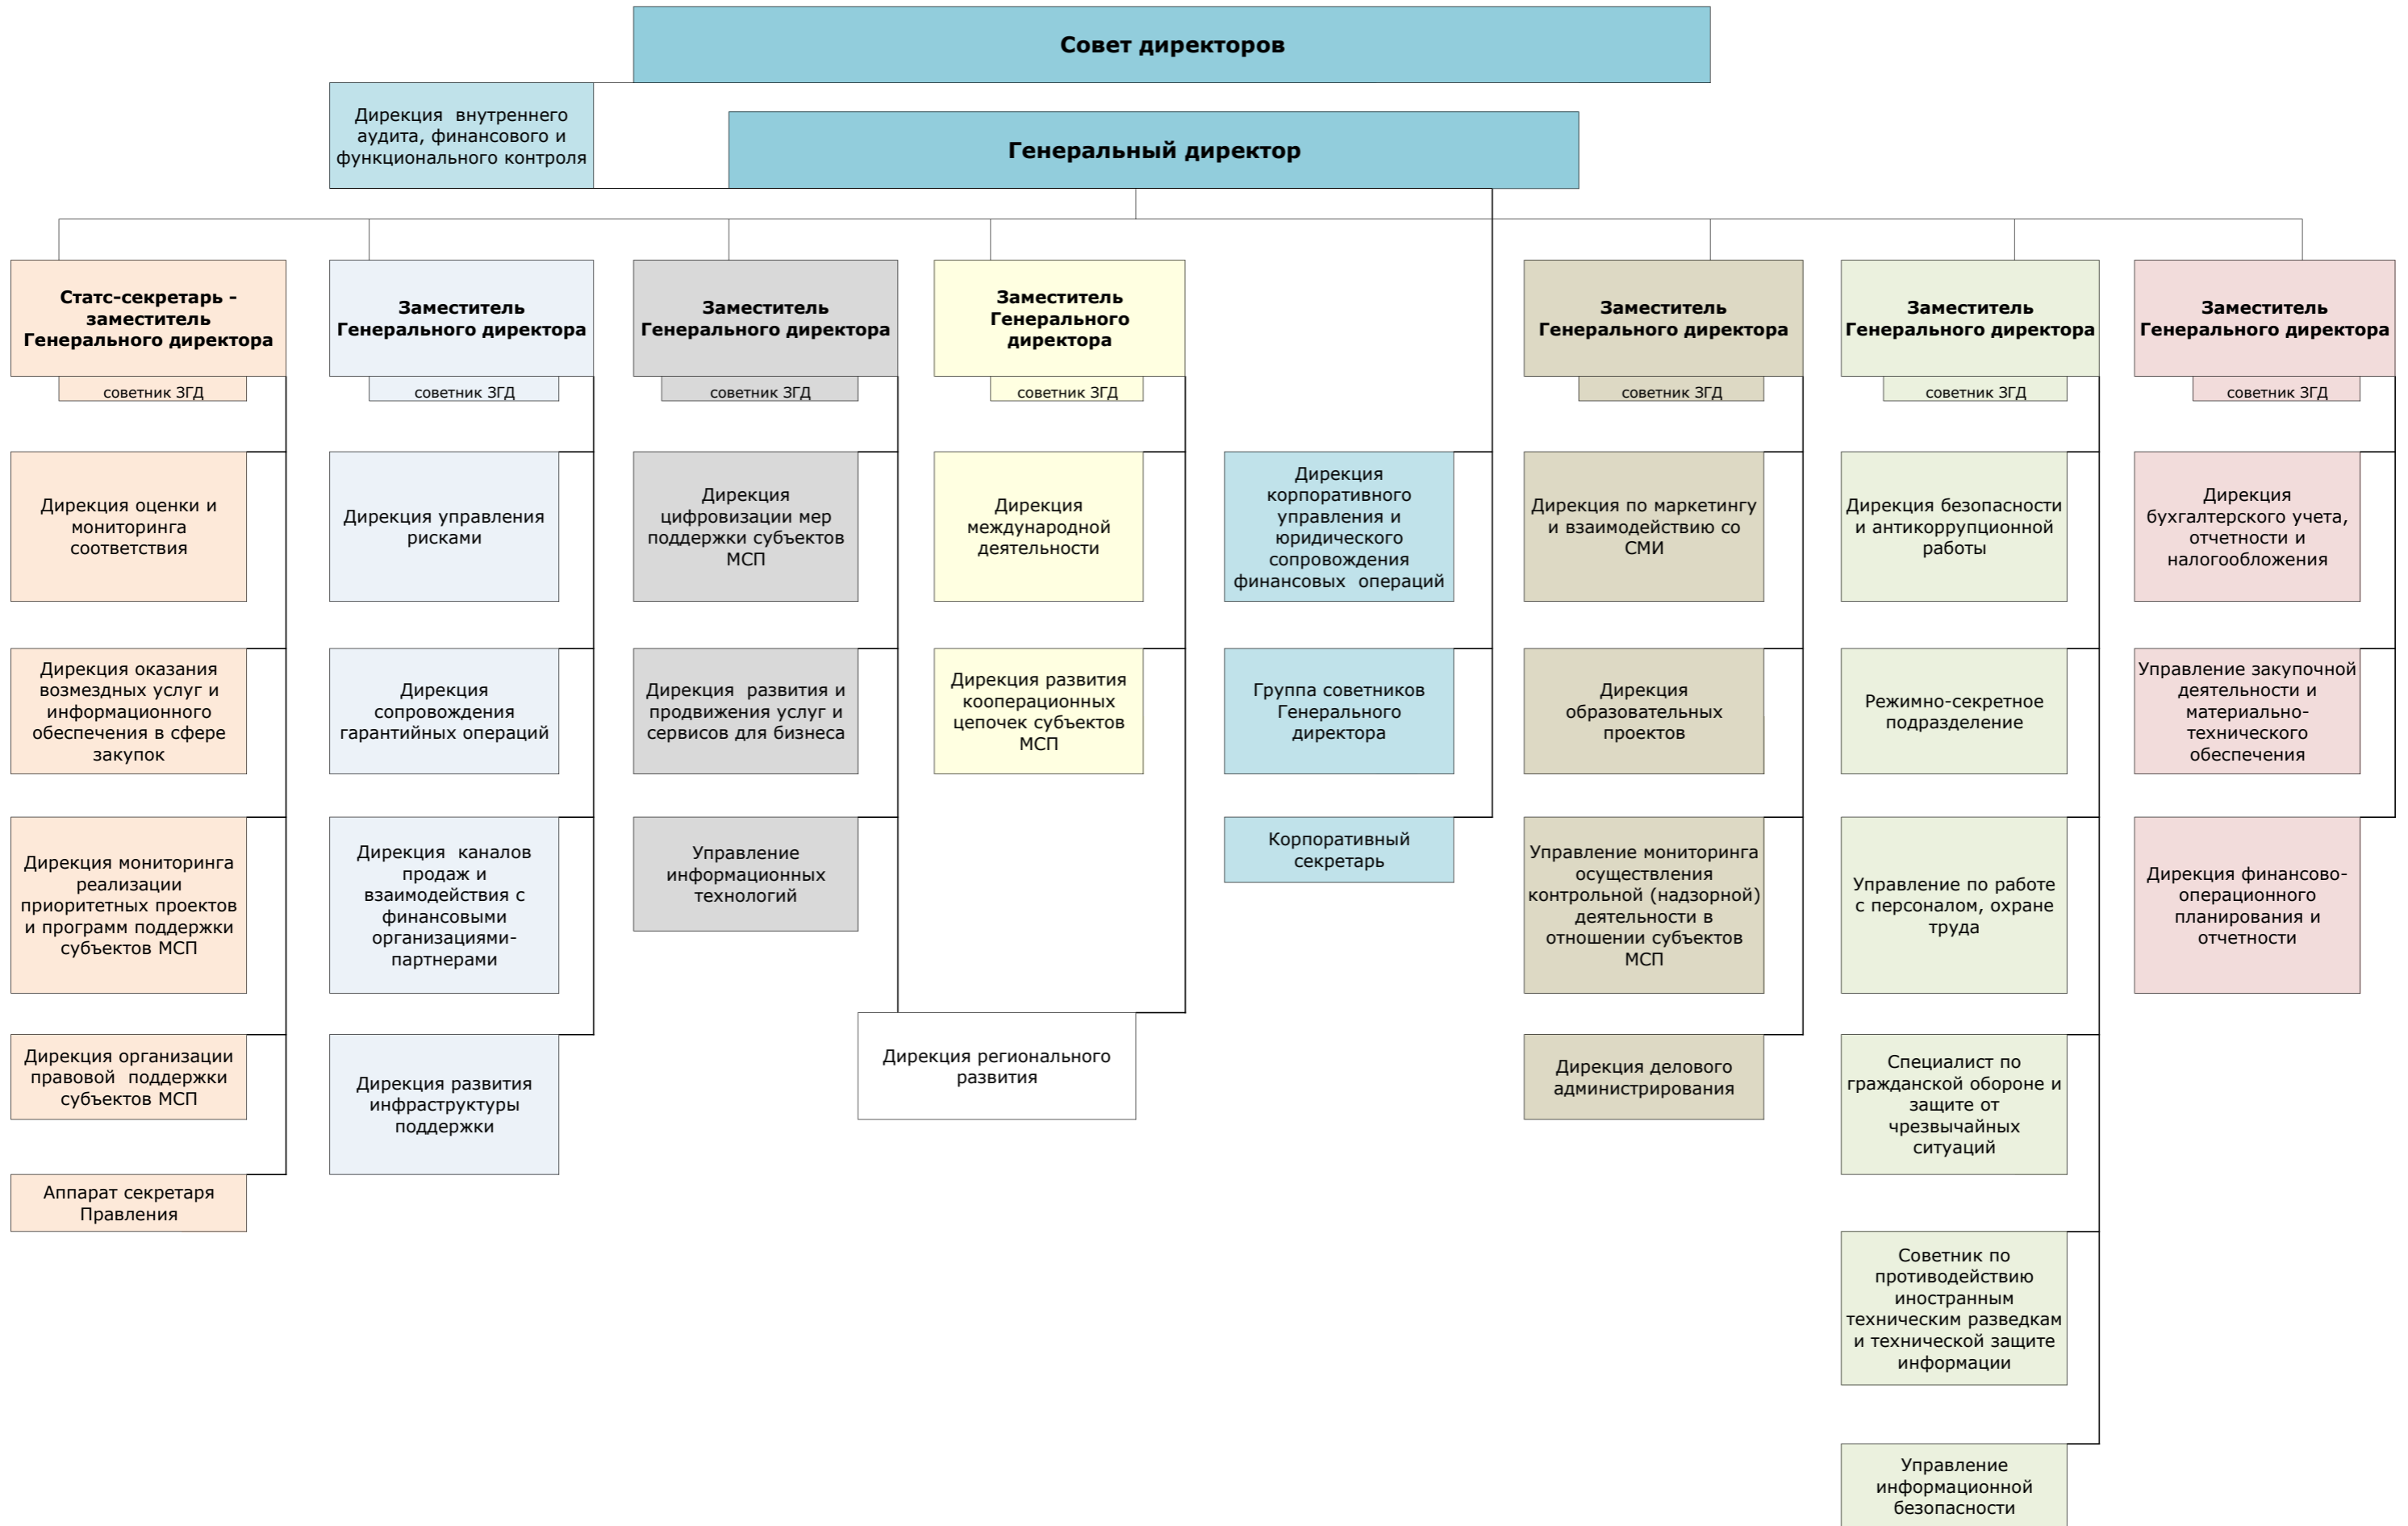 Совет директоров
Дирекция внутреннего
аудита, финансового и
функционального контроля
Генеральный директор
Статс-секретарь -
заместитель
Генерального директора
советник ЗГД
Дирекция оценки и
мониторинга
соответствия
Дирекция оказания
возмездных услуг и
информационного
обеспечения в сфере
закупок
Дирекция мониторинга
реализации
приоритетных проектов
и программ поддержки
субъектов МСП
Дирекция организации
правовой поддержки
субъектов МСП
Аппарат секретаря
Правления
Заместитель
Генерального директора
советник ЗГД
Дирекция управления
рисками
Дирекция
сопровождения
гарантийных операций
Дирекция каналов
продаж и
взаимодействия с
финансовыми
организациями-
партнерами
Дирекция развития
инфраструктуры
поддержки
Заместитель
Генерального директора
советник ЗГД
Дирекция
цифровизации мер
поддержки субъектов
МСП
Дирекция развития и
продвижения услуг и
сервисов для бизнеса
Управление
информационных
технологий
Заместитель
Генерального
директора
советник ЗГД
Дирекция
международной
деятельности
Дирекция развития
кооперационных
цепочек субъектов
МСП
Дирекция регионального
развития
Дирекция
корпоративного
управления и
юридического
сопровождения
финансовых операций
Группа советников
Генерального
директора
Корпоративный
секретарь
Заместитель
Генерального директора
советник ЗГД
Дирекция по маркетингу
и взаимодействию со
СМИ
Дирекция
образовательных
проектов
Управление мониторинга
осуществления
контрольной (надзорной)
деятельности в
отношении субъектов
МСП
Дирекция делового
администрирования
Заместитель
Генерального директора
советник ЗГД
Дирекция безопасности
и антикоррупционной
работы
Режимно-секретное
подразделение
Управление по работе
с персоналом, охране
труда
Специалист по
гражданской обороне и
защите от
чрезвычайных
ситуаций
Советник по
противодействию
иностранным
техническим разведкам
и технической защите
информации
Управление
информационной
безопасности
Заместитель
Генерального директора
советник ЗГД
Дирекция
бухгалтерского учета,
отчетности и
налогообложения
Управление закупочной
деятельности и
материально-
технического
обеспечения
Дирекция финансово-
операционного
планирования и
отчетности